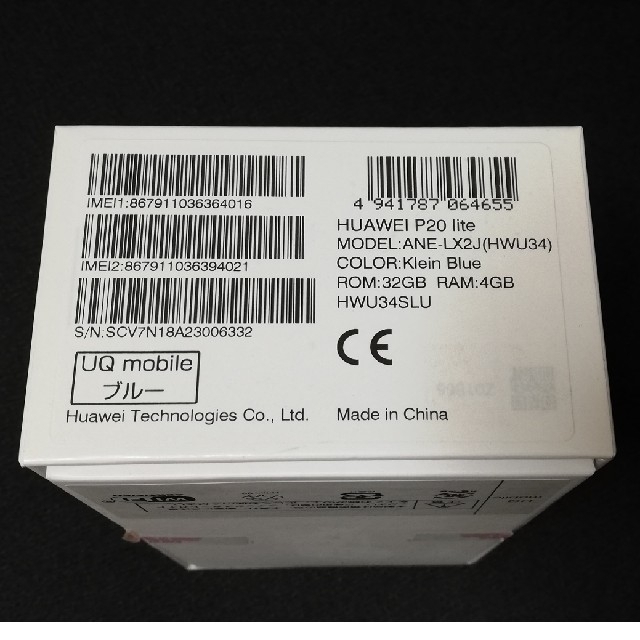 IMEI1:867911036364016
IMEI2:867911036394021
S/N:SCV7N18A23006332
UQ mobile
ブルー
Huawei Technologies Co., Ltd.
4 941787 064655
HUAWEI P20 lite
MODEL:ANE-LX2J(HWU34)
COLOR:Klein Blue
ROM:32GB RAM:4GB
HWU34SLU
CE
Made in China